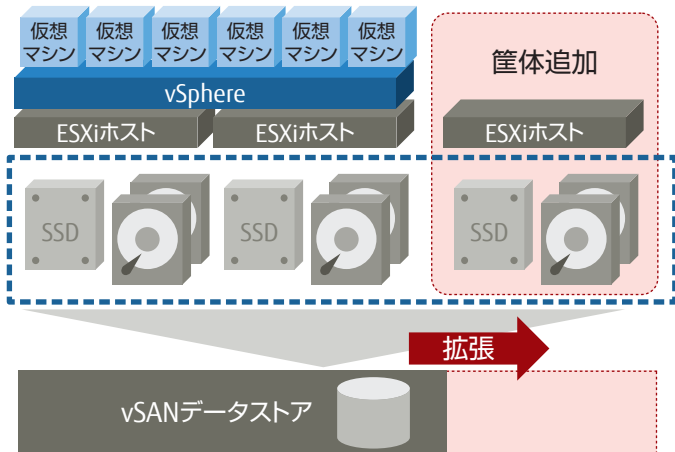 仮想
マシン
仮想
マシン
仮想
マシン
仮想
マシン
仮想
マシン
仮想
マシン
筐体追加
vSphere
ESXiホスト
ESXiホスト
ESXiホスト
SSD
SSD
SSD
拡張
vSANデータストア